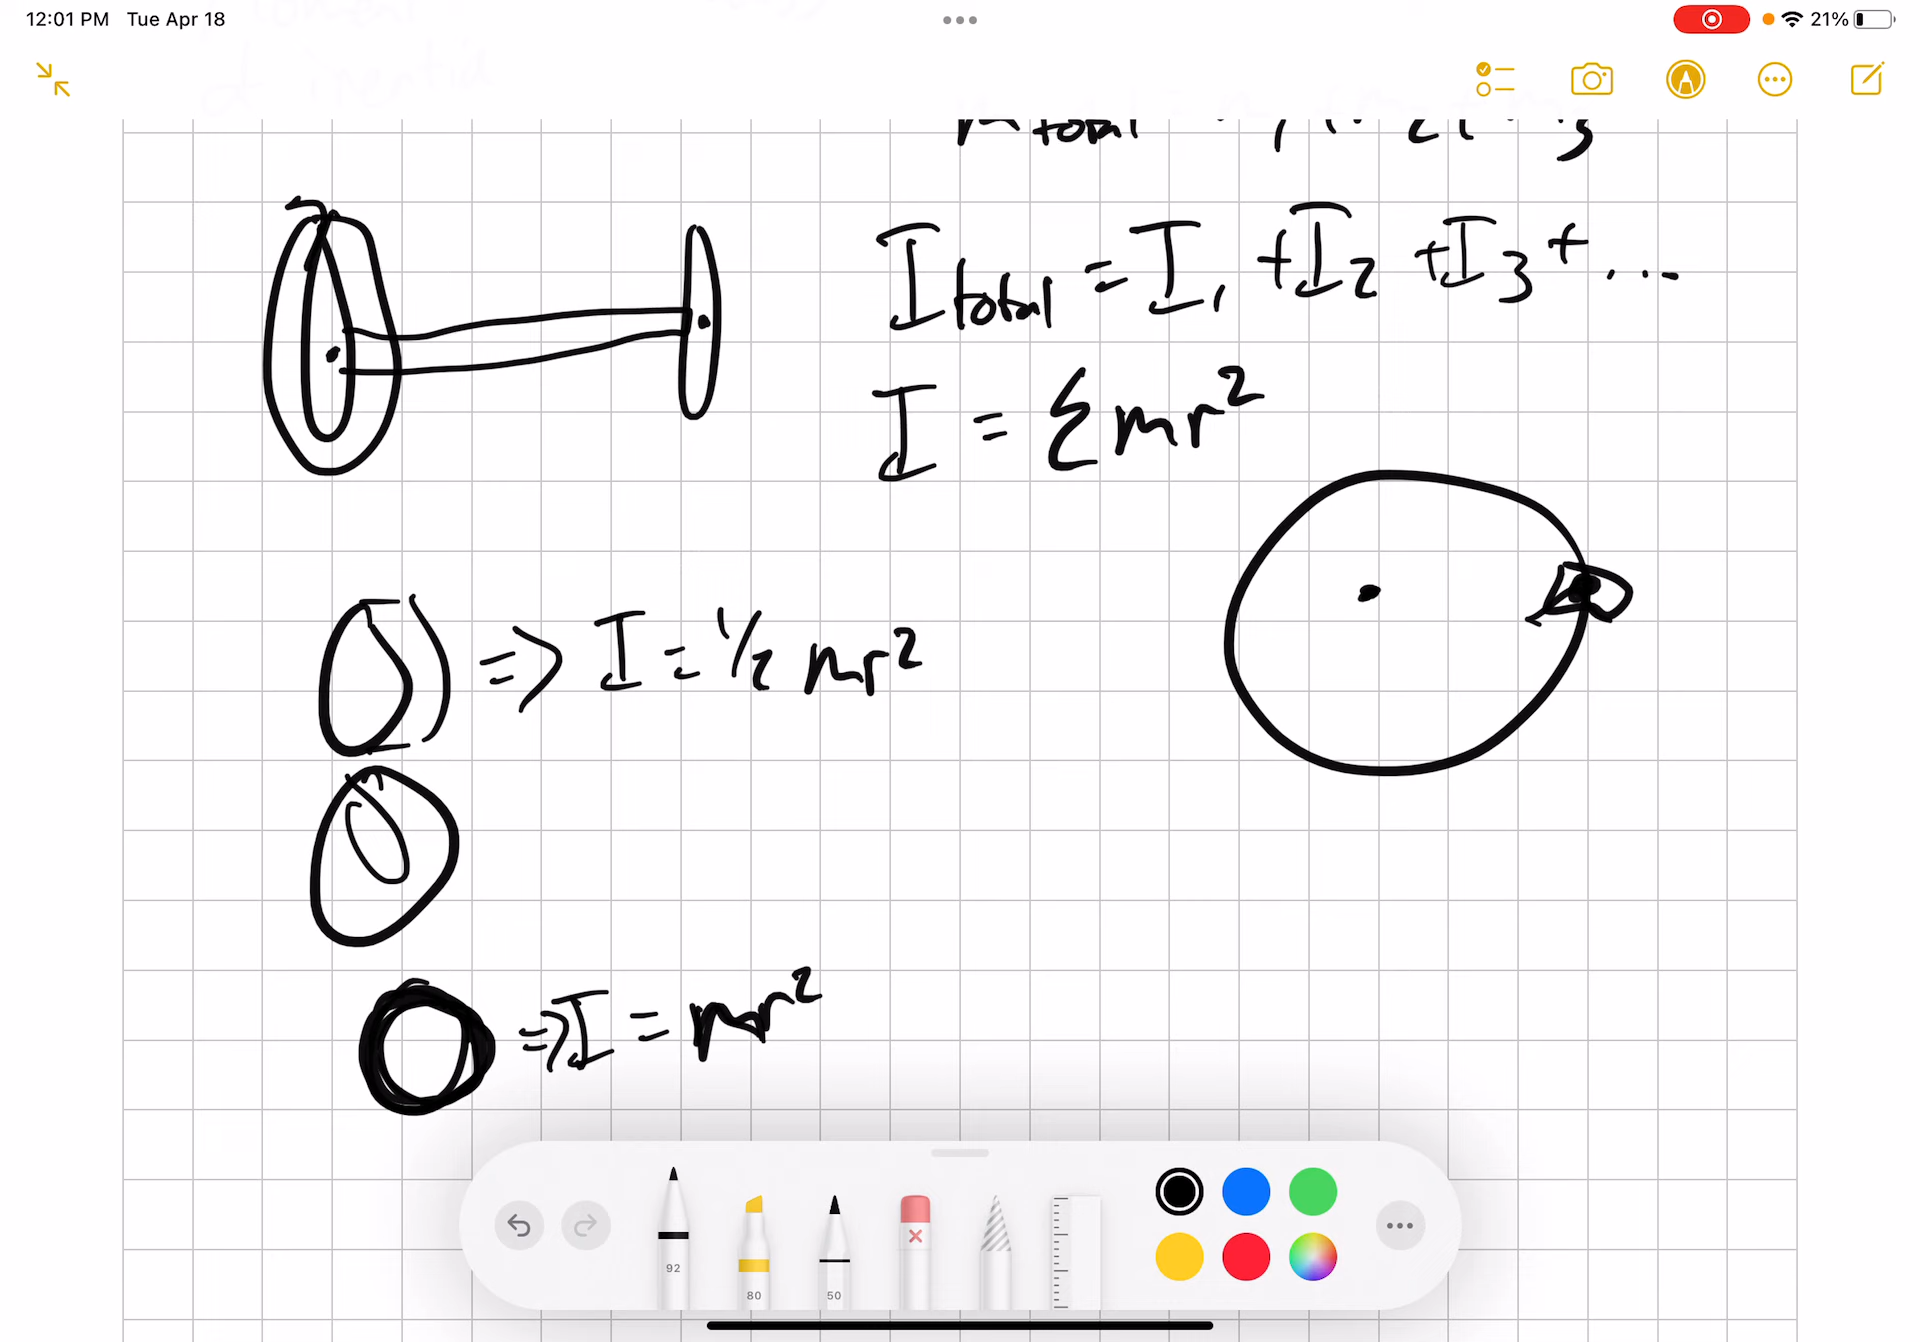 12:01 PM Tue Apr 18
21%
total
I total = I₁ + I₂ + I₃ + ...
I = Σmr²
=> I = 1/2 mr²
=> I = mr²
92
80
50